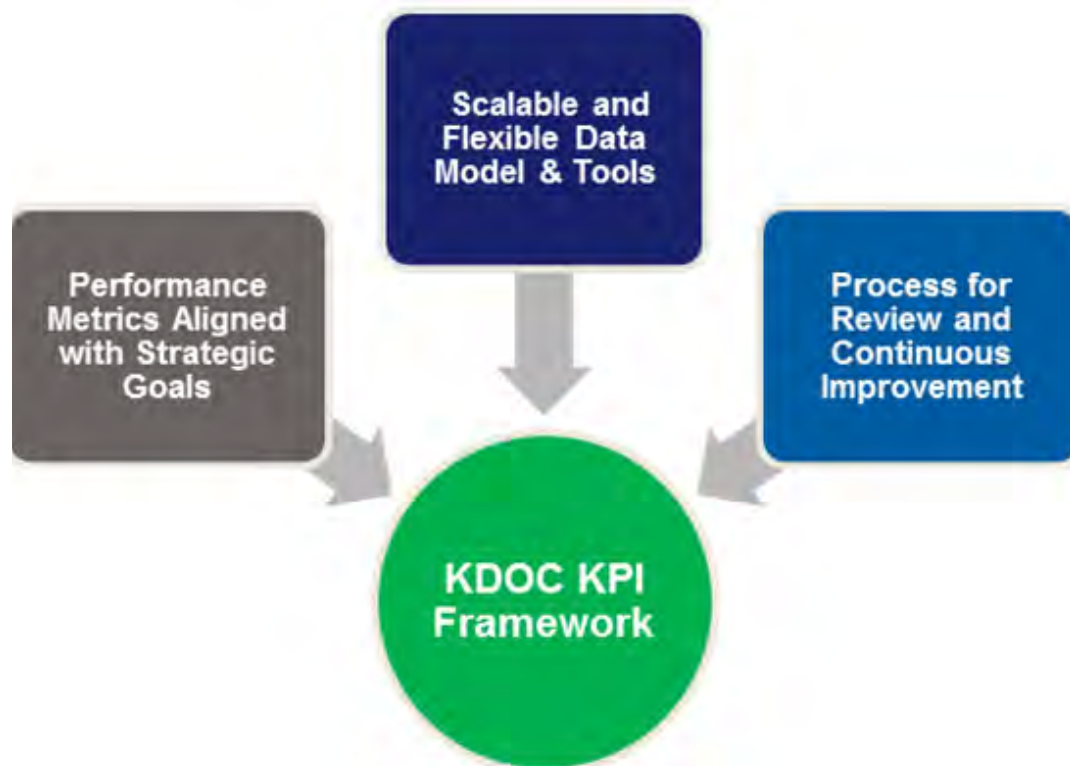 Scalable and
Flexible Data
Model & Tools
Performance
Metrics Aligned
with Strategic
Goals
Process for
Review and
Continuous
Improvement
KDOC KPI
Framework